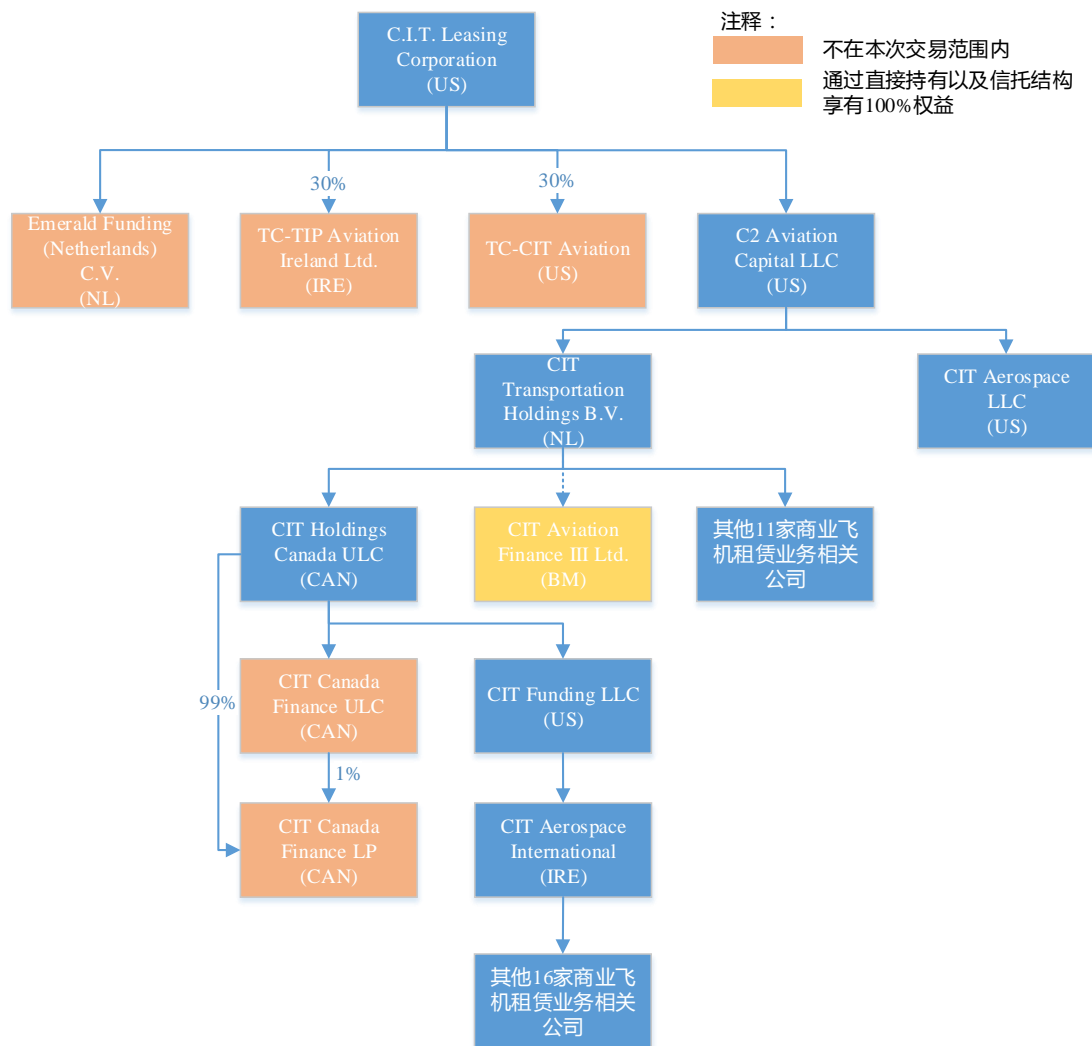 注释：
不在本次交易范围内
通过直接持有以及信托结构
享有100%权益
C.I.T. Leasing
Corporation
(US)
30%
30%
Emerald Funding
(Netherlands)
C.V.
(NL)
TC-TIP Aviation
Ireland Ltd.
(IRE)
TC-CIT Aviation
(US)
C2 Aviation
Capital LLC
(US)
CIT
Transportation
Holdings B.V.
(NL)
CIT Aerospace
LLC
(US)
CIT Holdings
Canada ULC
(CAN)
CIT Aviation
Finance III Ltd.
(BM)
其他11家商业飞
机租赁业务相关
公司
99%
CIT Canada
Finance ULC
(CAN)
CIT Funding LLC
(US)
1%
CIT Canada
Finance LP
(CAN)
CIT Aerospace
International
(IRE)
其他16家商业飞
机租赁业务相关
公司